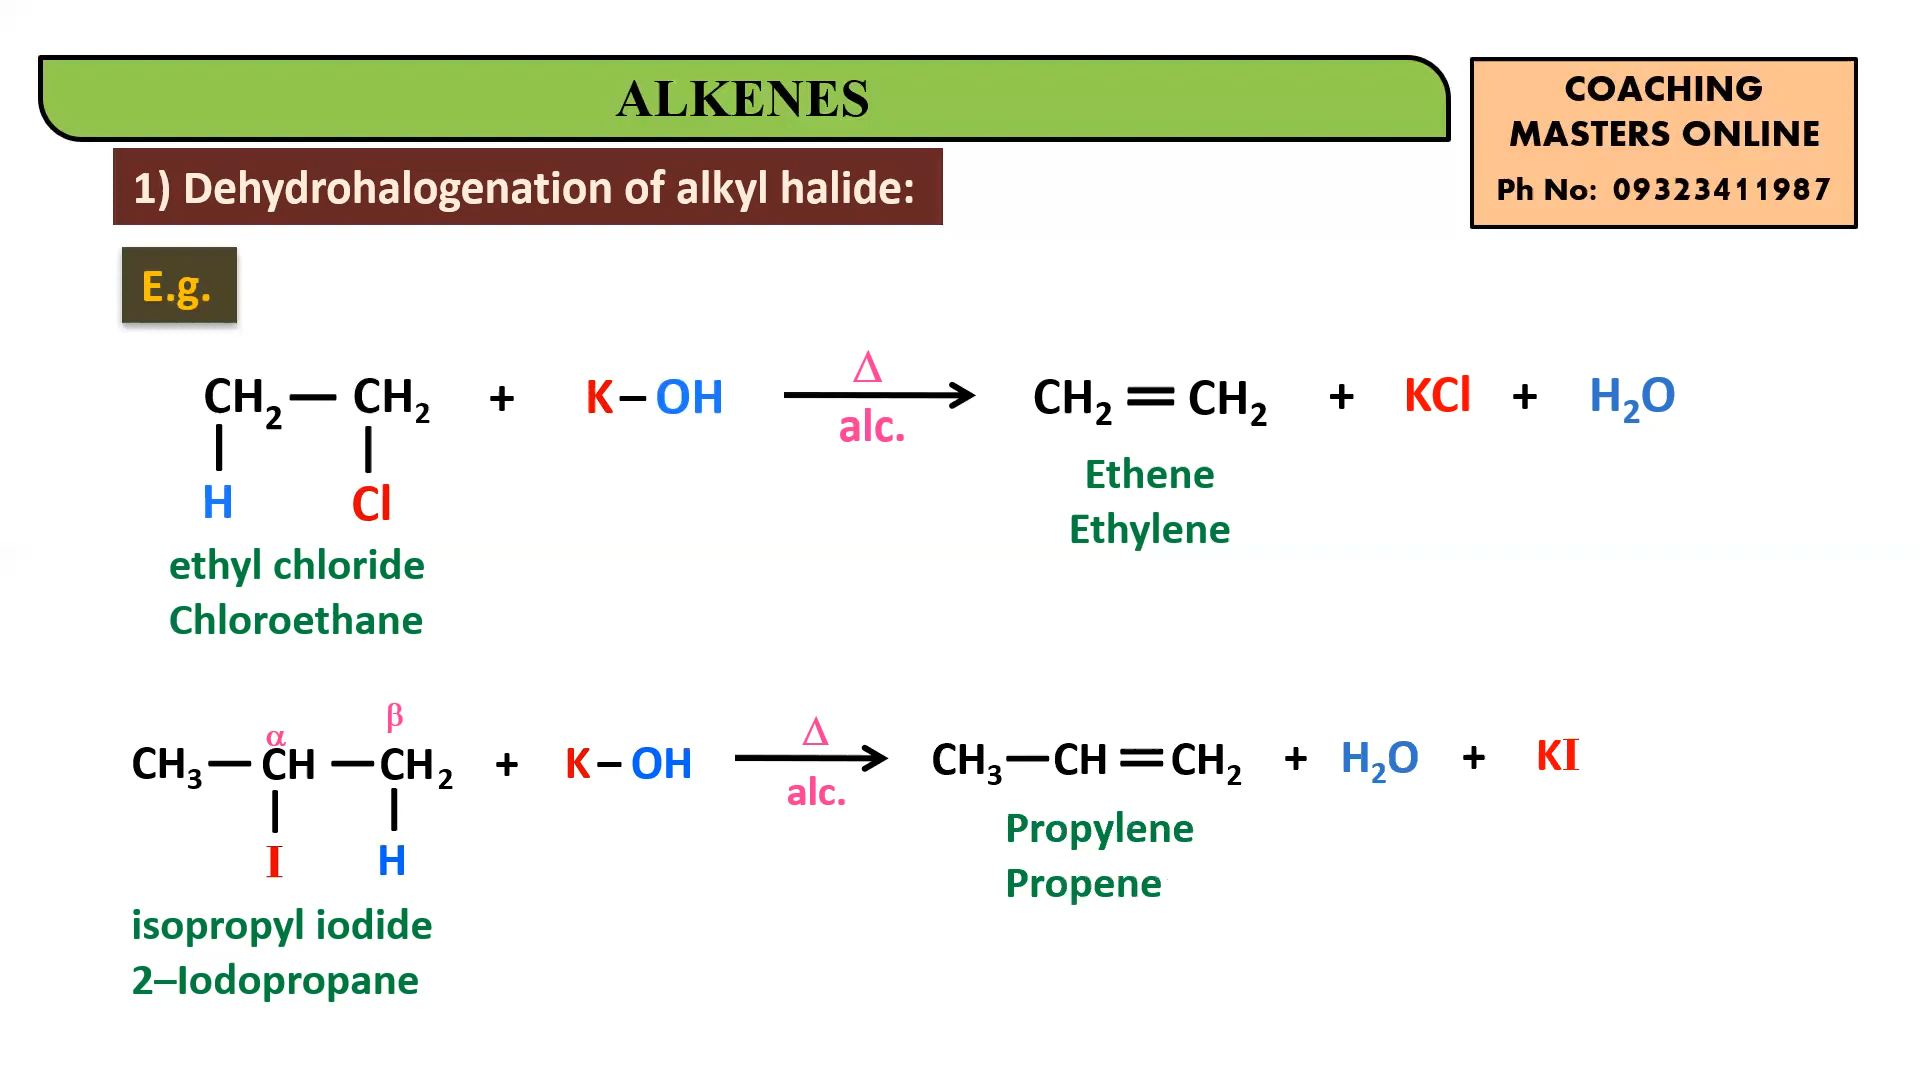 ALKENES
COACHING
MASTERS ONLINE
Ph No: 09323411987
1) Dehydrohalogenation of alkyl halide:
E.g.
CH₂ — CH₂ + K – OH Δ alc. → CH₂ = CH₂ + KCl + H₂O
H Cl
ethyl chloride
Chloroethane
Ethene
Ethylene
α β
CH₃ — CH — CH₂ + K – OH Δ alc. → CH₃ — CH = CH₂ + H₂O + KI
I H
isopropyl iodide
2–Iodopropane
Propylene
Propene